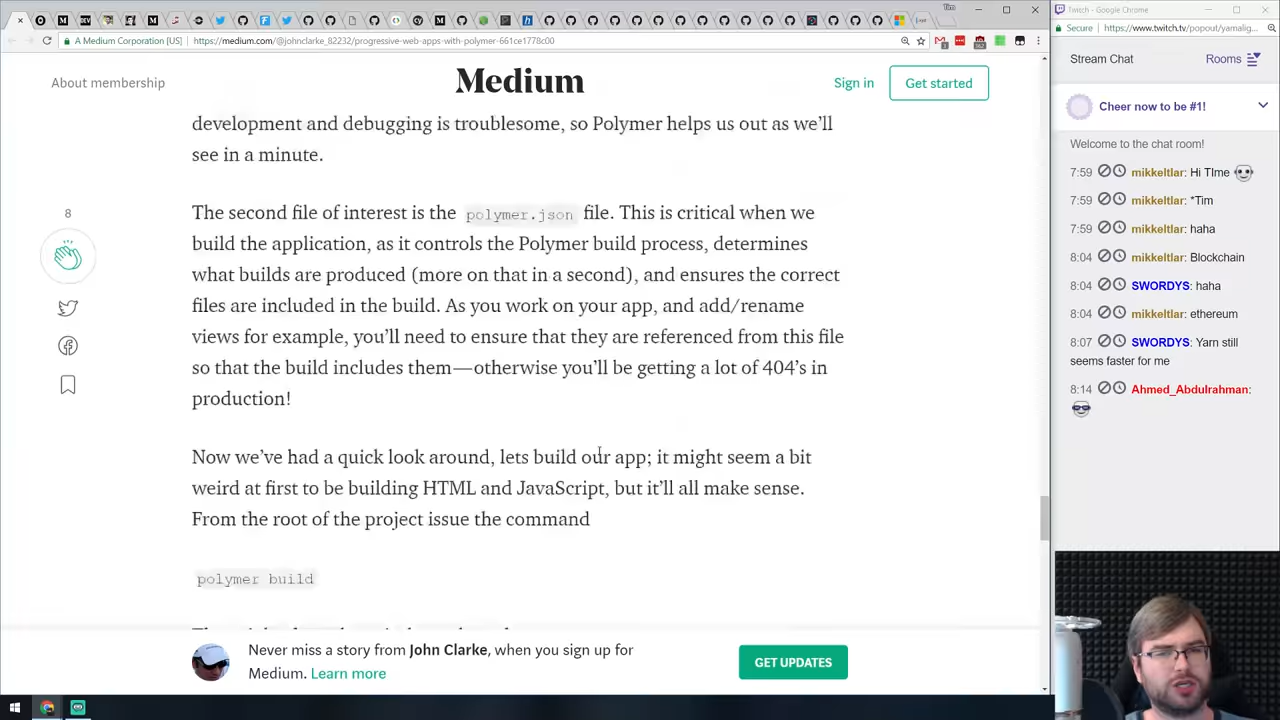 Twitch - Google Chrome
A Medium Corporation [US]
https://medium.com/@johnclarke_82232/progressive-web-apps-with-polymer-661ce1778c00
Secure
https://www.twitch.tv/popout/yamalig...
About membership
Medium
Sign in
Get started
development and debugging is troublesome, so Polymer helps us out as we'll
see in a minute.
8
The second file of interest is the polymer.json file. This is critical when we
build the application, as it controls the Polymer build process, determines
what builds are produced (more on that in a second), and ensures the correct
files are included in the build. As you work on your app, and add/rename
views for example, you'll need to ensure that they are referenced from this file
so that the build includes them—otherwise you'll be getting a lot of 404's in
production!
Now we've had a quick look around, lets build our app; it might seem a bit
weird at first to be building HTML and JavaScript, but it'll all make sense.
From the root of the project issue the command
polymer build
Never miss a story from John Clarke, when you sign up for
Medium. Learn more
GET UPDATES
Stream Chat
Rooms
Cheer now to be #1!
Welcome to the chat room!
7:59 mikkeltlar: Hi TIme
7:59 mikkeltlar: *Tim
7:59 mikkeltlar: haha
8:04 mikkeltlar: Blockchain
8:04 SWORDYS: haha
8:04 mikkeltlar: ethereum
8:07 SWORDYS: Yarn still
seems faster for me
8:14 Ahmed_Abdulrahman: